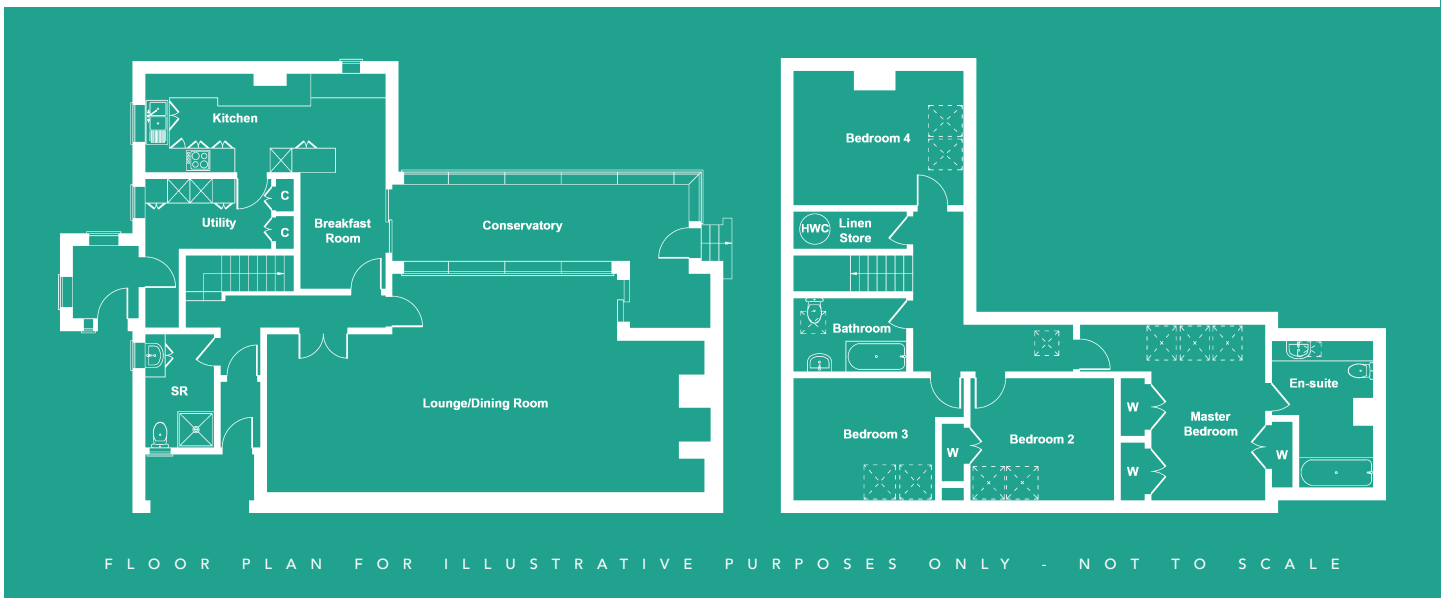 Kitchen
C
Utility
C
Breakfast
Room
Conservatory
SR
Lounge/Dining Room
Bedroom 4
HWC
Linen
Store
Bathroom
Bedroom 3
W
Bedroom 2
W
W
Master
Bedroom
W
En-suite
FLOOR PLAN FOR ILLUSTRATIVE PURPOSES ONLY - NOT TO SCALE